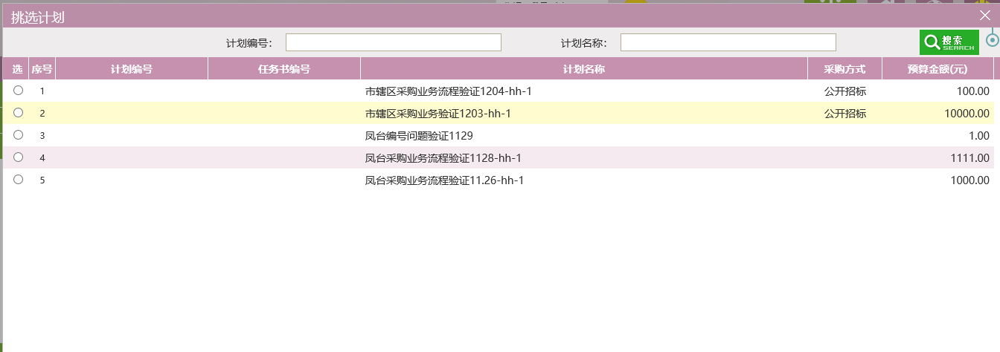 挑选计划
计划编号： 计划名称： 搜索 SEARCH
选 序号 计划编号 任务书编号 计划名称 采购方式 预算金额(元)
1 市辖区采购业务流程验证1204-hh-1 公开招标 100.00
2 市辖区采购业务验证1203-hh-1 公开招标 10000.00
3 凤台编号问题验证1129 1.00
4 凤台采购业务流程验证1128-hh-1 1111.00
5 凤台采购业务流程验证11.26-hh-1 1000.00